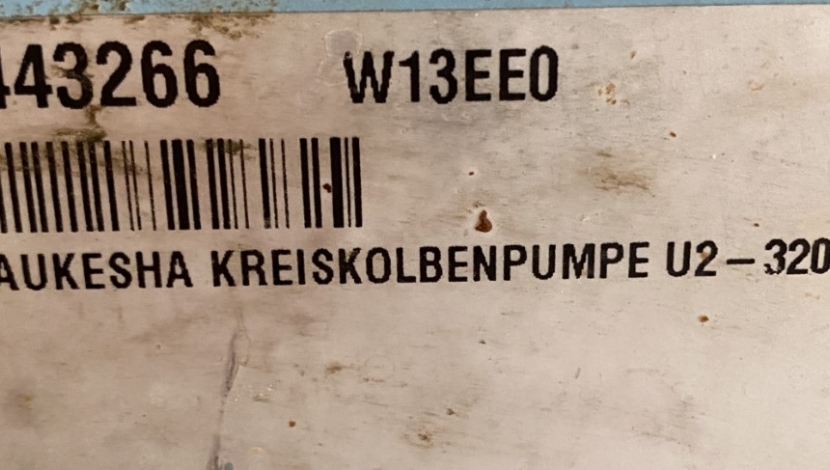 443266 W13EE0
AUKESHA KREISKOLBENPUMPE U2-320